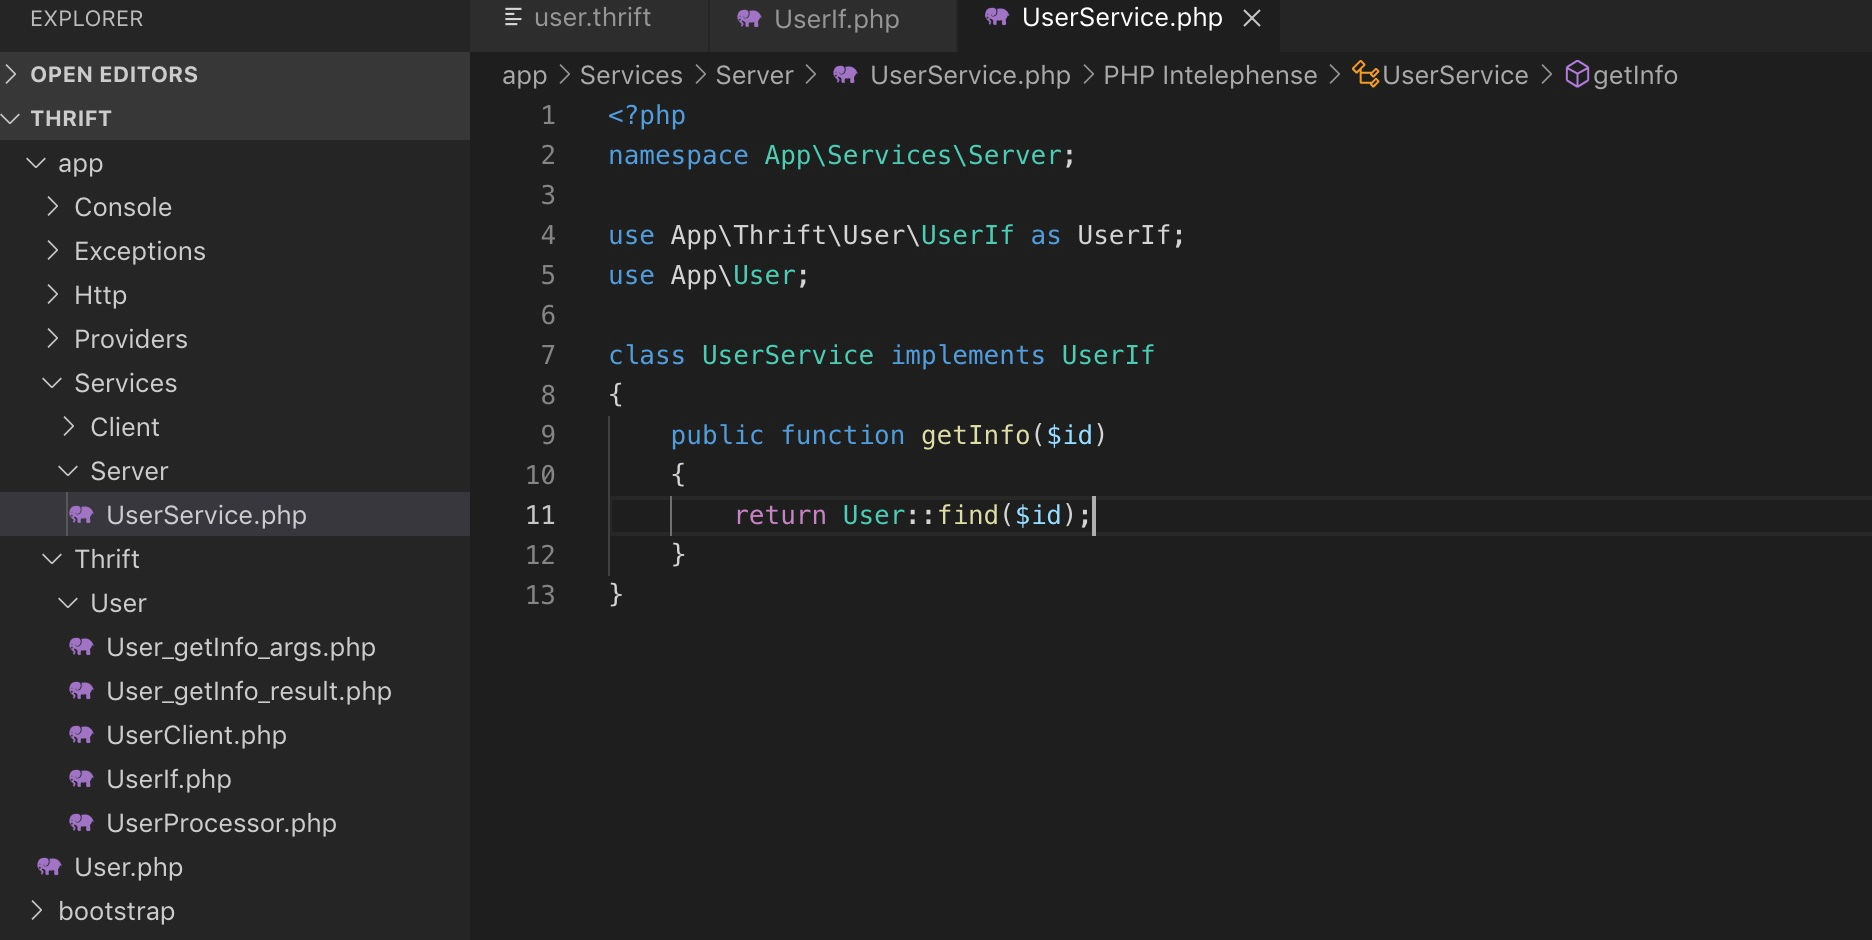 EXPLORER
OPEN EDITORS
THRIFT
app
Console
Exceptions
Http
Providers
Services
Client
Server
UserService.php
Thrift
User
User_getInfo_args.php
User_getInfo_result.php
UserClient.php
UserIf.php
UserProcessor.php
User.php
bootstrap
user.thrift
UserIf.php
UserService.php
app > Services > Server > UserService.php > PHP Intelephense > UserService > getInfo
1 <?php
2 namespace App\Services\Server;
3
4 use App\Thrift\User\UserIf as UserIf;
5 use App\User;
6
7 class UserService implements UserIf
8 {
9     public function getInfo($id)
10     {
11         return User::find($id);
12     }
13 }